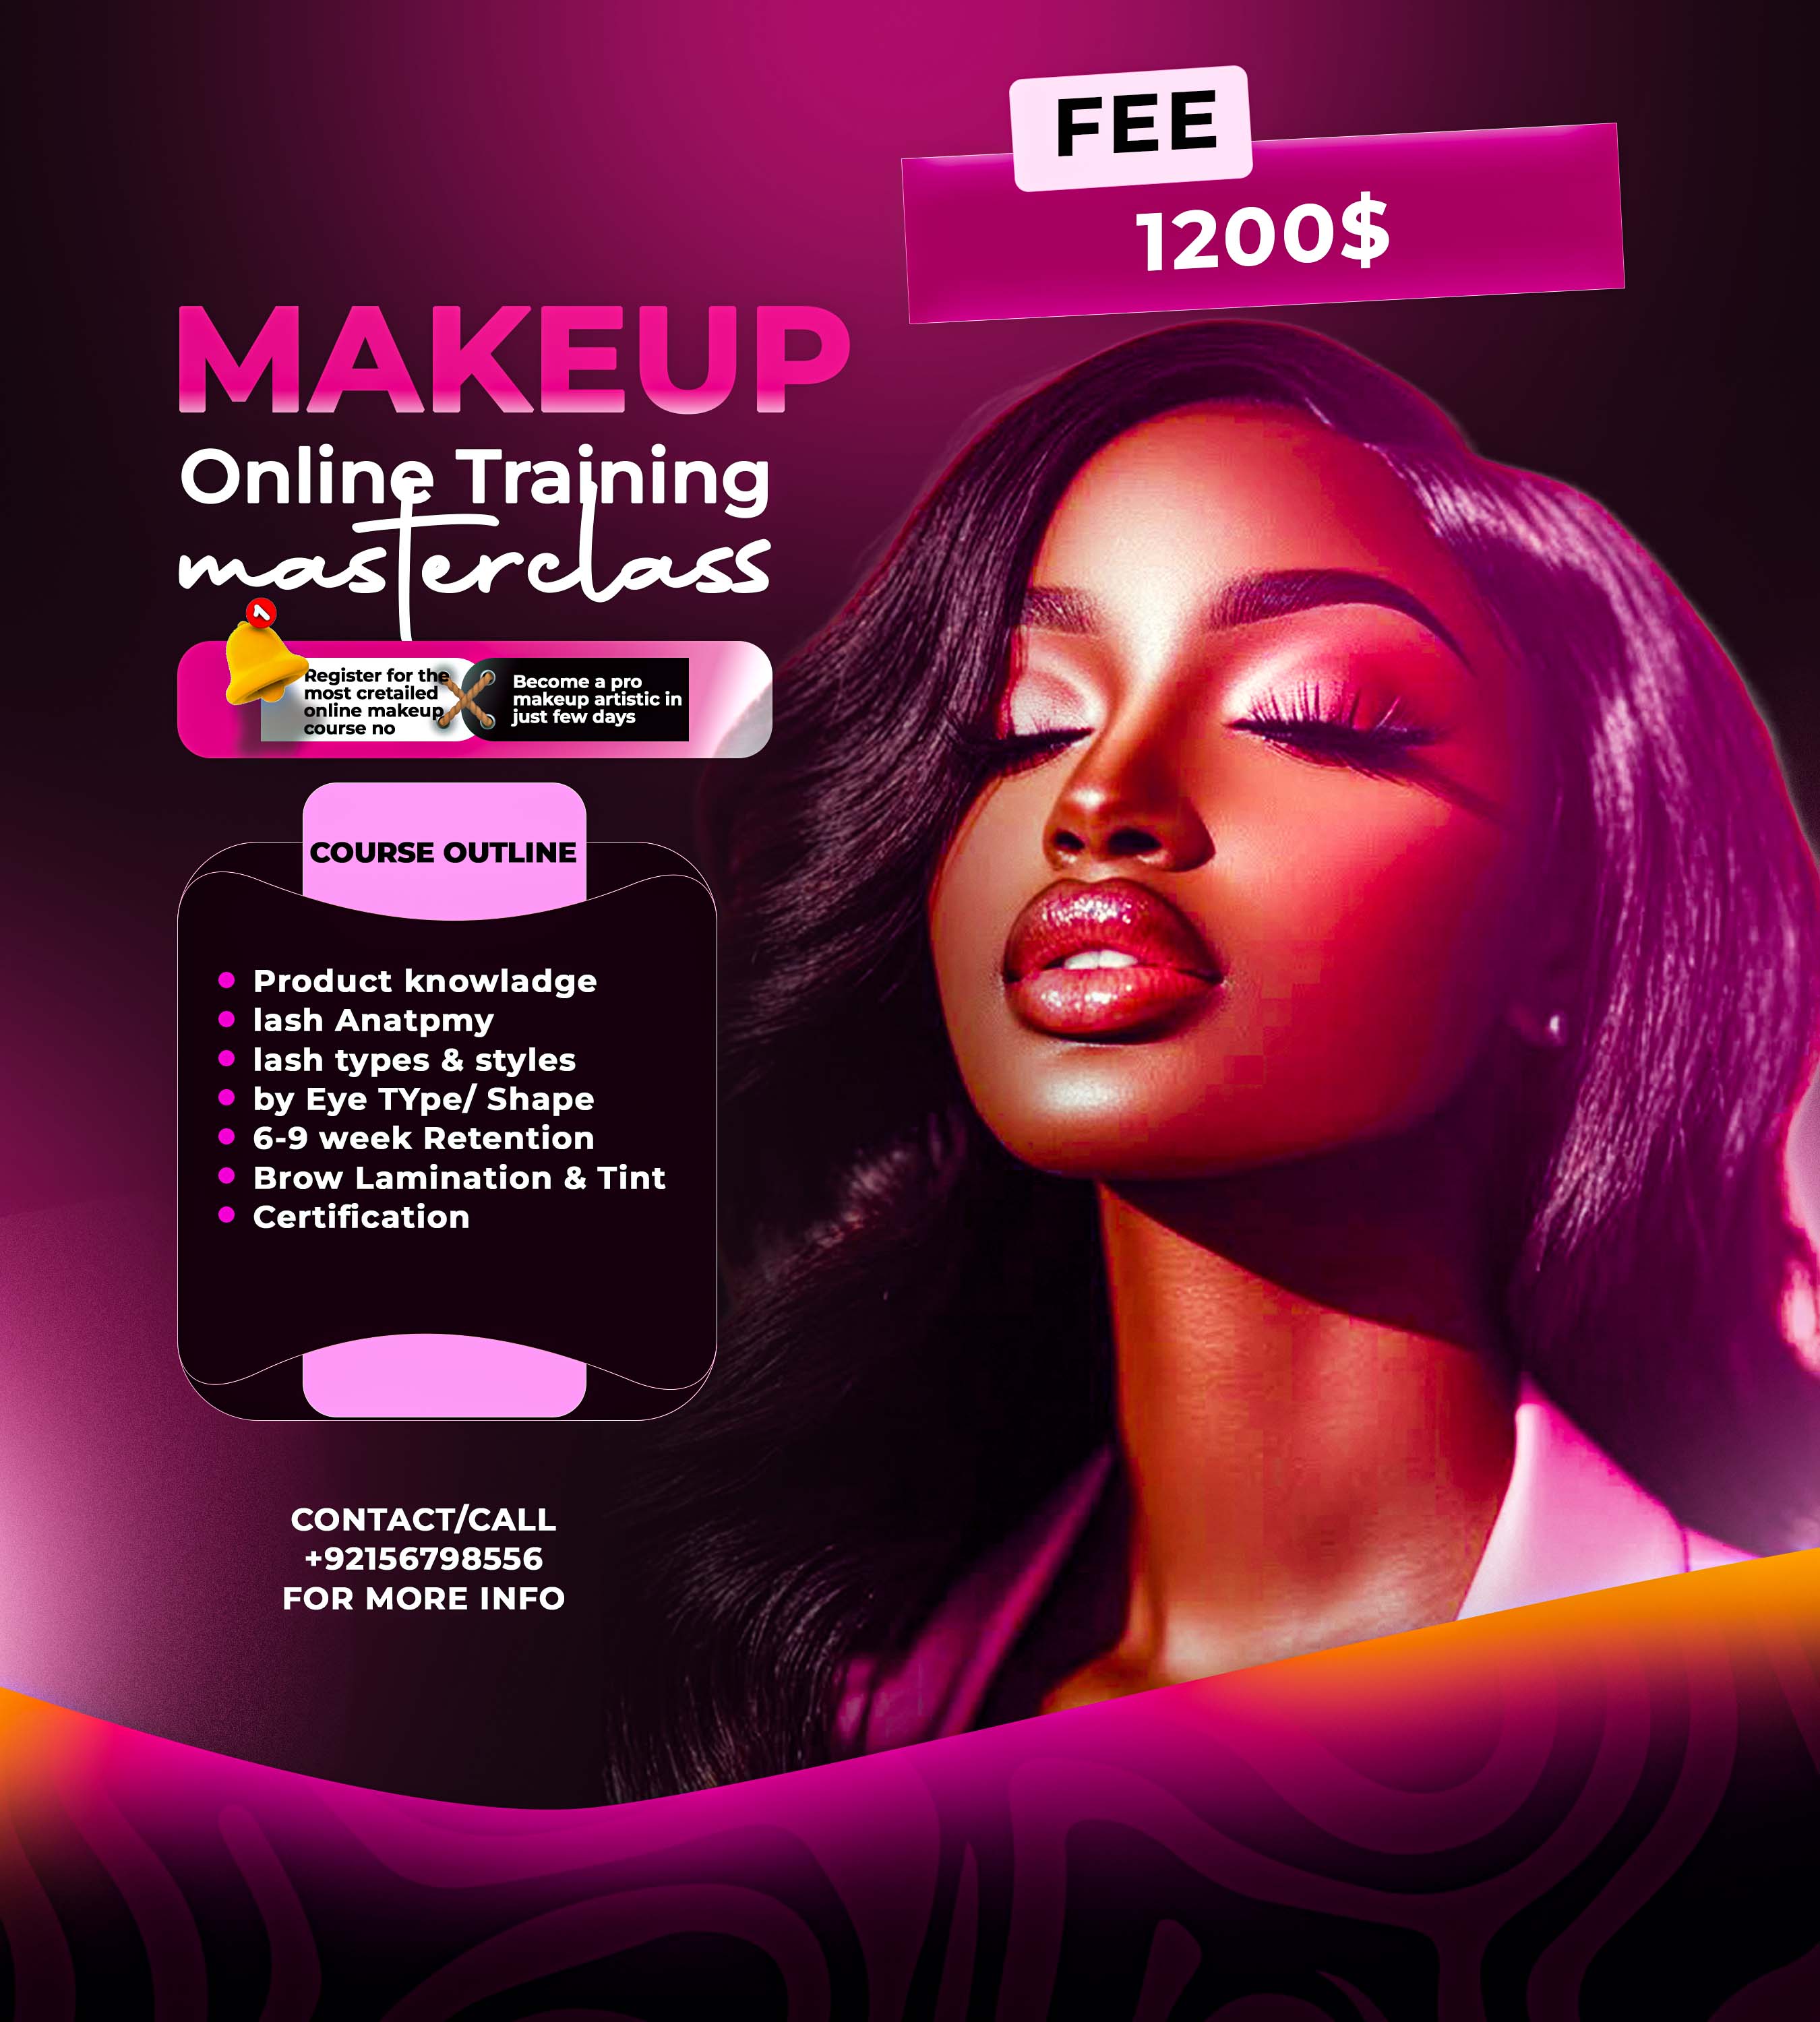 FEE
1200$
MAKEUP
Online Training
masterclass
Register for the
most cretailed
online makeup
course no
Become a pro
makeup artistic in
just few days
COURSE OUTLINE
Product knowladge
lash Anatpmy
lash types & styles
by Eye TYpe/ Shape
6-9 week Retention
Brow Lamination & Tint
Certification
CONTACT/CALL
+92156798556
FOR MORE INFO